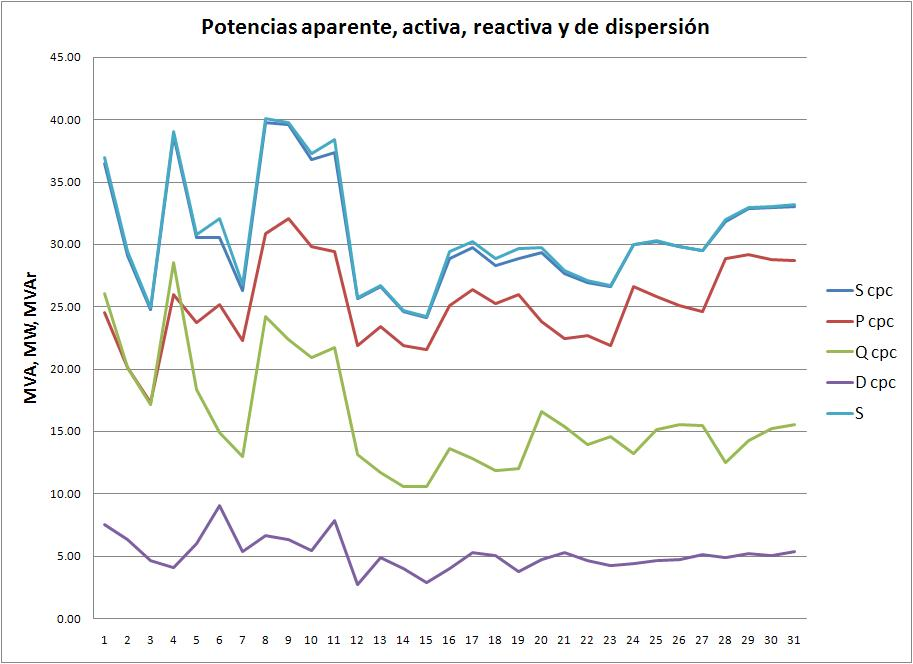 Potencias aparente, activa, reactiva y de dispersión
MVA, MW, MVAr
45.00
40.00
35.00
30.00
25.00
20.00
15.00
10.00
5.00
0.00
1 2 3 4 5 6 7 8 9 10 11 12 13 14 15 16 17 18 19 20 21 22 23 24 25 26 27 28 29 30 31
S cpc
P cpc
Q cpc
D cpc
S